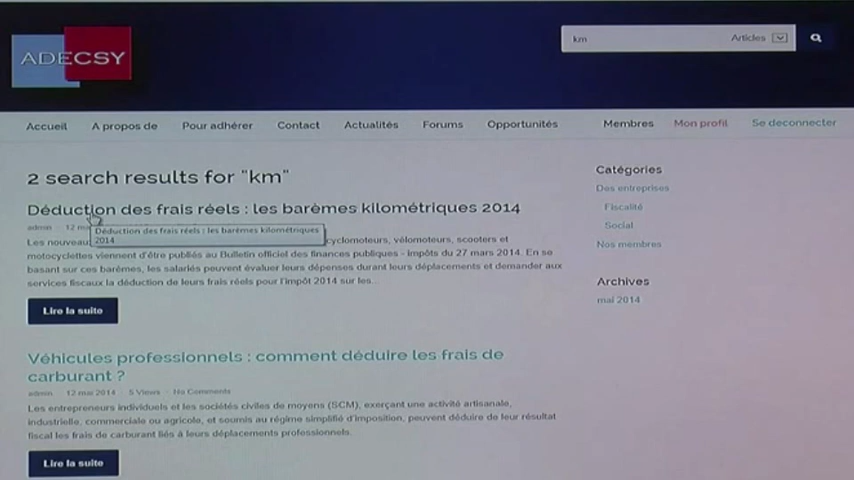 ADECSY
km
Articles
Accueil
A propos de
Pour adhérer
Contact
Actualités
Forums
Opportunités
Membres
Mon profil
Se deconnecter
2 search results for "km"
Déduction des frais réels : les barèmes kilométriques 2014
admin 12 ma
Déduction des frais réels : les barèmes kilométriques
2014
Les nouveau cyclomoteurs, vélomoteurs, scooters et
motocyclettes viennent d'être publiés au Bulletin officiel des finances publiques - Impôts du 27 mars 2014. En se
basant sur ces barèmes, les salariés peuvent évaluer leurs dépenses durant leurs déplacements et demander aux
services fiscaux la déduction de leurs frais réels pour l'impôt 2014 sur les...
Lire la suite
Véhicules professionnels : comment déduire les frais de
carburant ?
admin 12 mai 2014 5 Views No Comments
Les entrepreneurs individuels et les sociétés civiles de moyens (SCM), exerçant une activité artisanale,
industrielle, commerciale ou agricole, et soumis au régime simplifié d'imposition, peuvent déduire de leur résultat
fiscal les frais de carburant liés à leurs déplacements professionnels.
Lire la suite
Catégories
Des entreprises
Fiscalité
Social
Nos membres
Archives
mai 2014